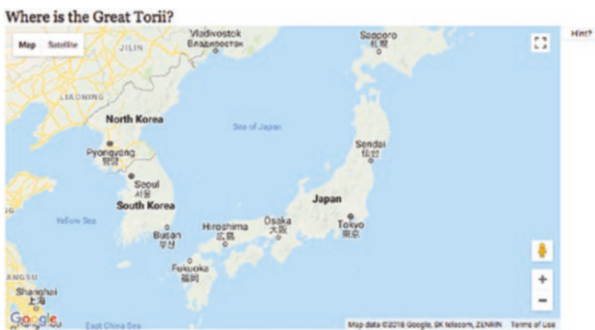 Where is the Great Torii?
Map Satellite
Hint?
Vladivostok
Владивосток
Sapporo
札幌
JILIN
LIAONING
North Korea
Sea of Japan
Pyongyang
평양
Sendai
仙台
Seoul
서울
South Korea
Japan
Yellow Sea
Busan
부산
Hiroshima
広島
Osaka
大阪
Tokyo
東京
Fukuoka
福岡
Shanghai
上海
Google
East China Sea
Map data ©2018 Google, SK telecom, ZENRIN Terms of Use